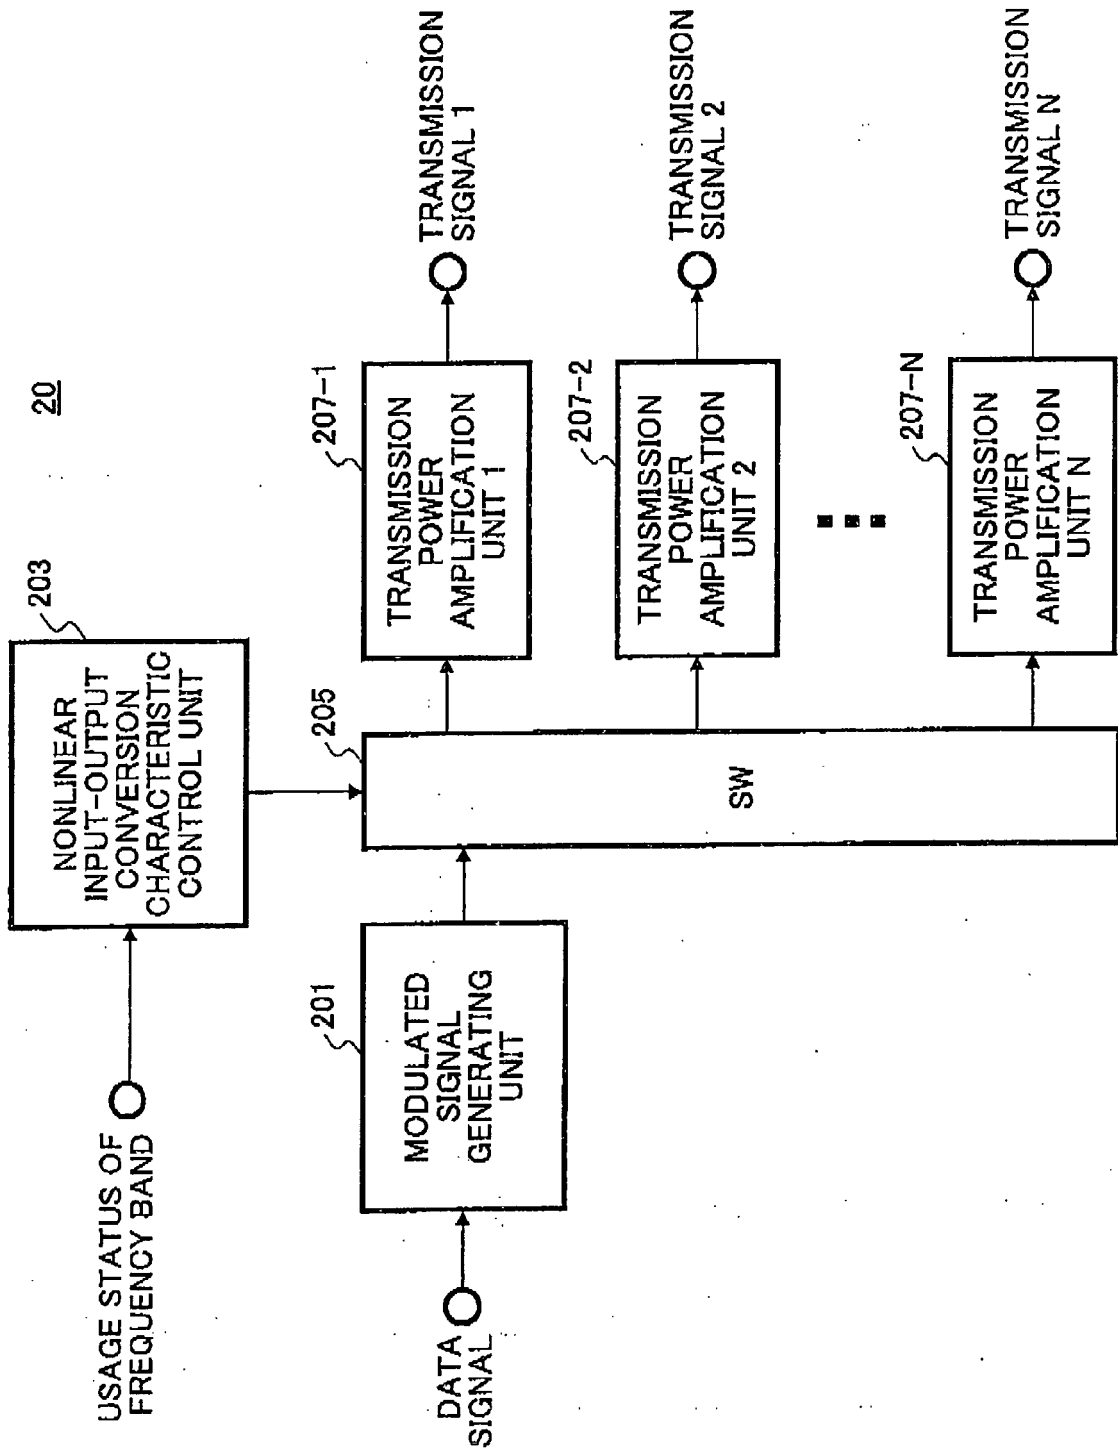 20
USAGE STATUS OF
FREQUENCY BAND
203
NONLINEAR
INPUT-OUTPUT
CONVERSION
CHARACTERISTIC
CONTROL UNIT
DATA
SIGNAL
201
MODULATED
SIGNAL
GENERATING
UNIT
205
SW
207-1
TRANSMISSION
POWER
AMPLIFICATION
UNIT 1
TRANSMISSION
SIGNAL 1
207-2
TRANSMISSION
POWER
AMPLIFICATION
UNIT 2
TRANSMISSION
SIGNAL 2
207-N
TRANSMISSION
POWER
AMPLIFICATION
UNIT N
TRANSMISSION
SIGNAL N